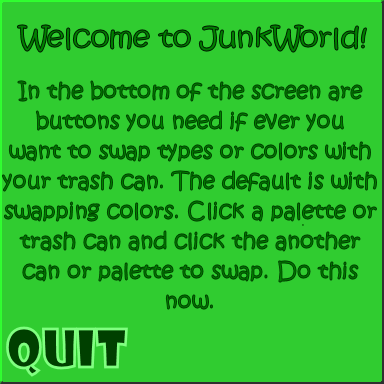 Welcome to JunkWorld!
In the bottom of the screen are
buttons you need if ever you
want to swap types or colors with
your trash can. The default is with
swapping colors. Click a palette or
trash can and click the another
can or palette to swap. Do this
now.
QUIT